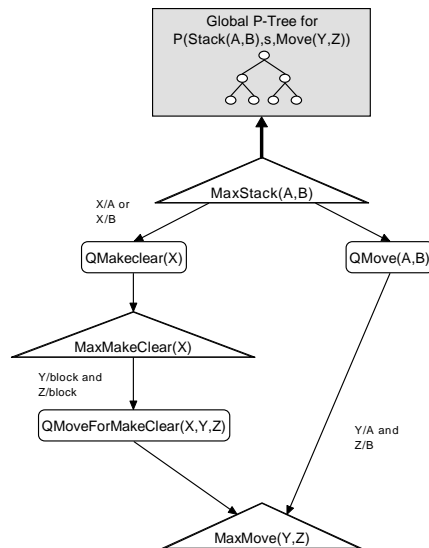 Global P-Tree for
P(Stack(A,B),s,Move(Y,Z))
MaxStack(A,B)
X/A or
X/B
QMakeclear(X)
QMove(A,B)
MaxMakeClear(X)
Y/block and
Z/block
QMoveForMakeClear(X,Y,Z)
Y/A and
Z/B
MaxMove(Y,Z)